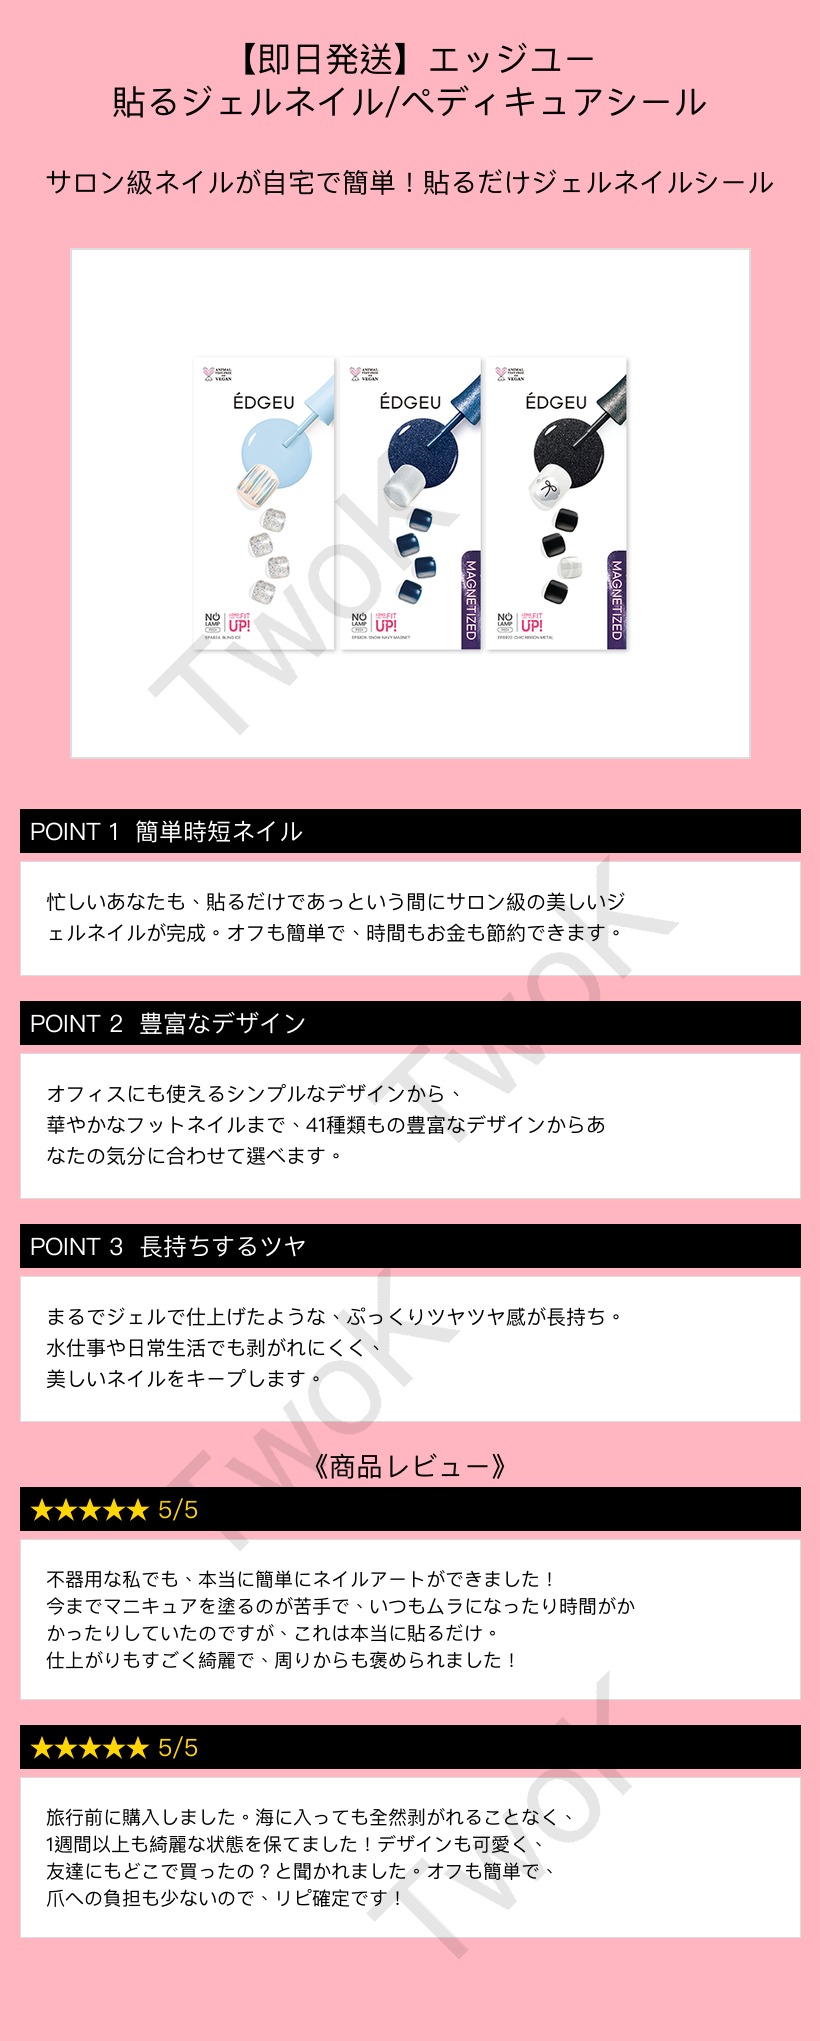 【即日発送】エッジユー
貼るジェルネイル/ペディキュアシール
サロン級ネイルが自宅で簡単！貼るだけジェルネイルシール
ANIMAL
VEGAN
ÉDGEU
NO
LAMP
FIT
UP!
BLING ICE
ANIMAL
VEGAN
ÉDGEU
NO
LAMP
FIT
UP!
SNOW NAVY MAGNET
MAGNETIZED
ANIMAL
VEGAN
ÉDGEU
NO
LAMP
FIT
UP!
CHIC RIBBON METAL
MAGNETIZED
TwoK
POINT 1 簡単時短ネイル
忙しいあなたも、貼るだけであっという間にサロン級の美しいジ
ェルネイルが完成。オフも簡単で、時間もお金も節約できます。
TwoK
POINT 2 豊富なデザイン
オフィスにも使えるシンプルなデザインから、
華やかなフットネイルまで、41種類もの豊富なデザインからあ
なたの気分に合わせて選べます。
POINT 3 長持ちするツヤ
まるでジェルで仕上げたような、ぷっくりツヤツヤ感が長持ち。
水仕事や日常生活でも剥がれにくく、
美しいネイルをキープします。
TwoK
《商品レビュー》
★★★★★ 5/5
不器用な私でも、本当に簡単にネイルアートができました！
今までマニキュアを塗るのが苦手で、いつもムラになったり時間がか
かったりしていたのですが、これは本当に貼るだけ。
仕上がりもすごく綺麗で、周りからも褒められました！
★★★★★ 5/5
旅行前に購入しました。海に入っても全然剥がれることなく、
1週間以上も綺麗な状態を保てました！デザインも可愛く、
友達にもどこで買ったの？と聞かれました。オフも簡単で、
爪への負担も少ないので、リピ確定です！
TwoK